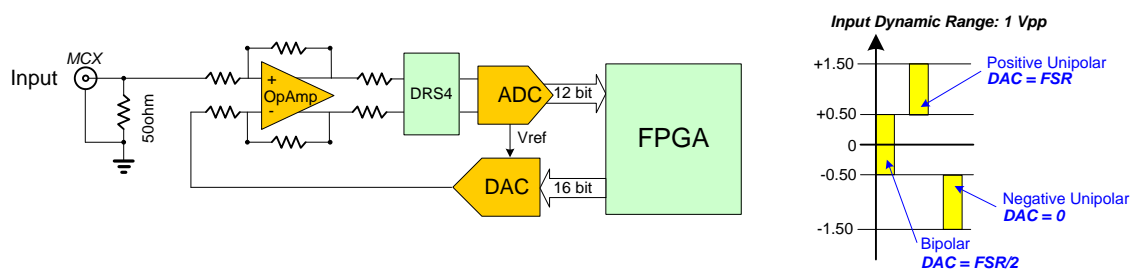 Input Dynamic Range: 1 Vpp
MCX
Input
50ohm
+
OpAmp
-
DRS4
ADC
12 bit
FPGA
Vref
DAC
16 bit
+1.50
+0.50
0
-0.50
-1.50
Positive Unipolar
DAC = FSR
Negative Unipolar
DAC = 0
Bipolar
DAC = FSR/2